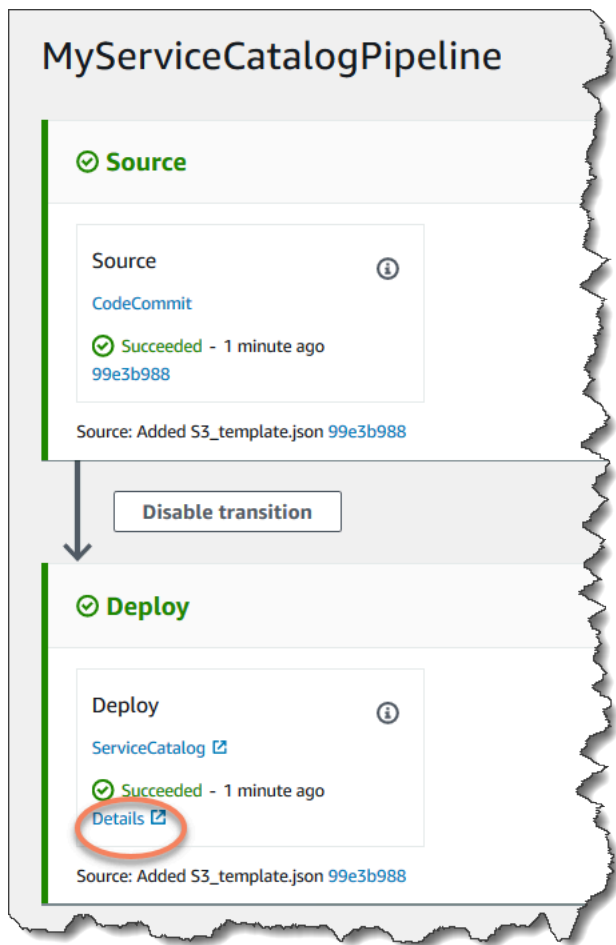 MyServiceCatalogPipeline
Source
Source
CodeCommit
Succeeded - 1 minute ago
99e3b988
Source: Added S3_template.json 99e3b988
Disable transition
Deploy
Deploy
ServiceCatalog
Succeeded - 1 minute ago
Details
Source: Added S3_template.json 99e3b988